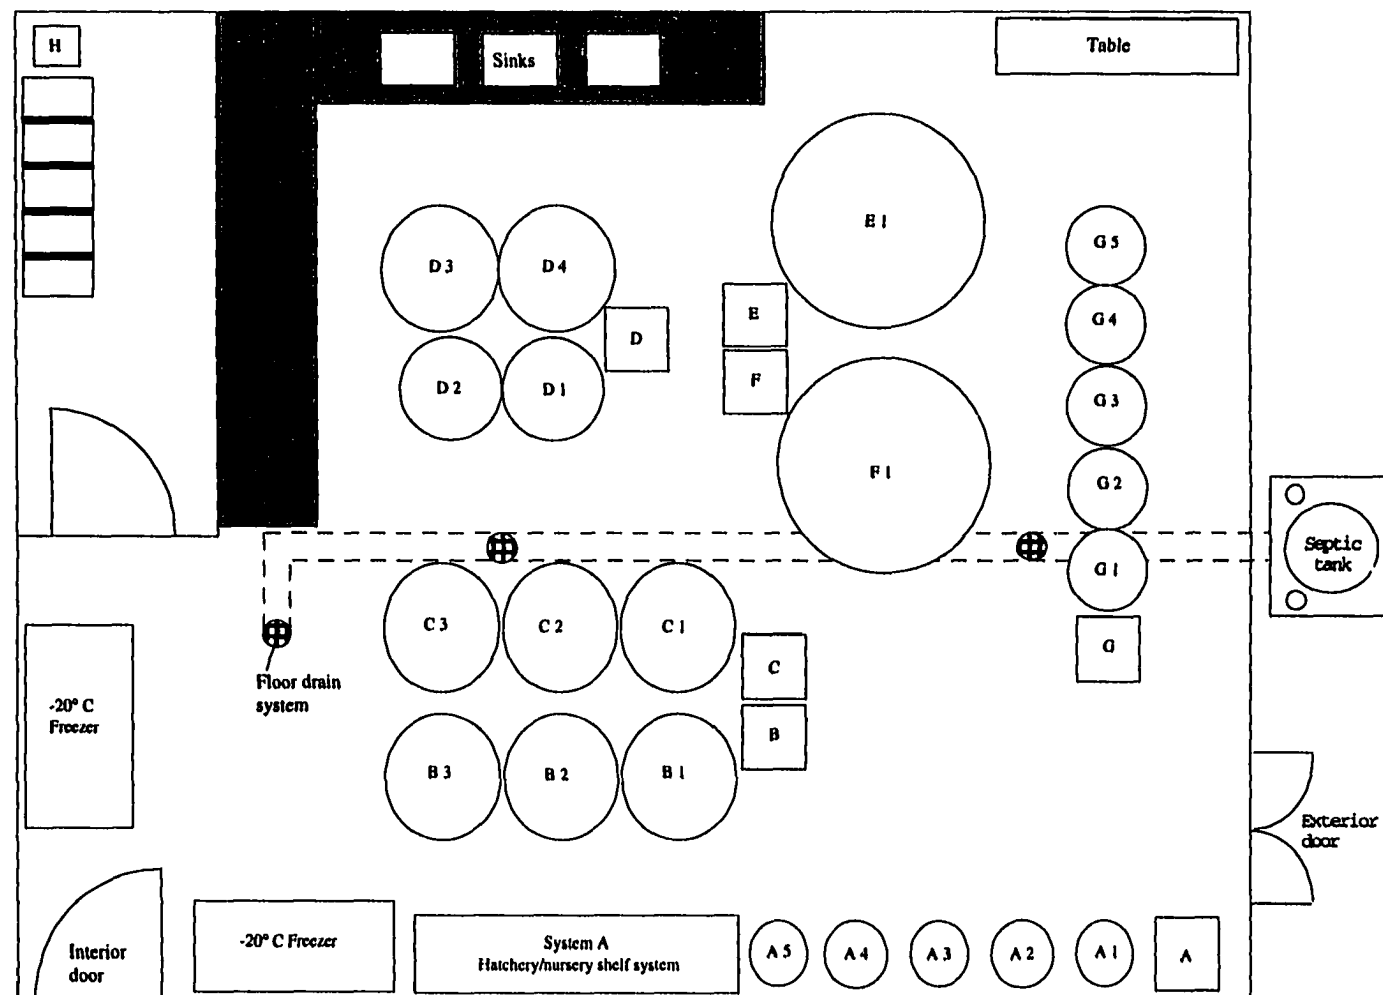 H
Sinks
Table
E 1
G 5
D 3
D 4
E
G 4
D
F
D 2
D 1
G 3
F 1
G 2
Septic
tank
G 1
C 3
C 2
C 1
G
C
Floor drain
system
-20° C
Freezer
B
B 3
B 2
B 1
Exterior
door
Interior
door
-20° C Freezer
System A
Hatchery/nursery shelf system
A 5
A 4
A 3
A 2
A 1
A